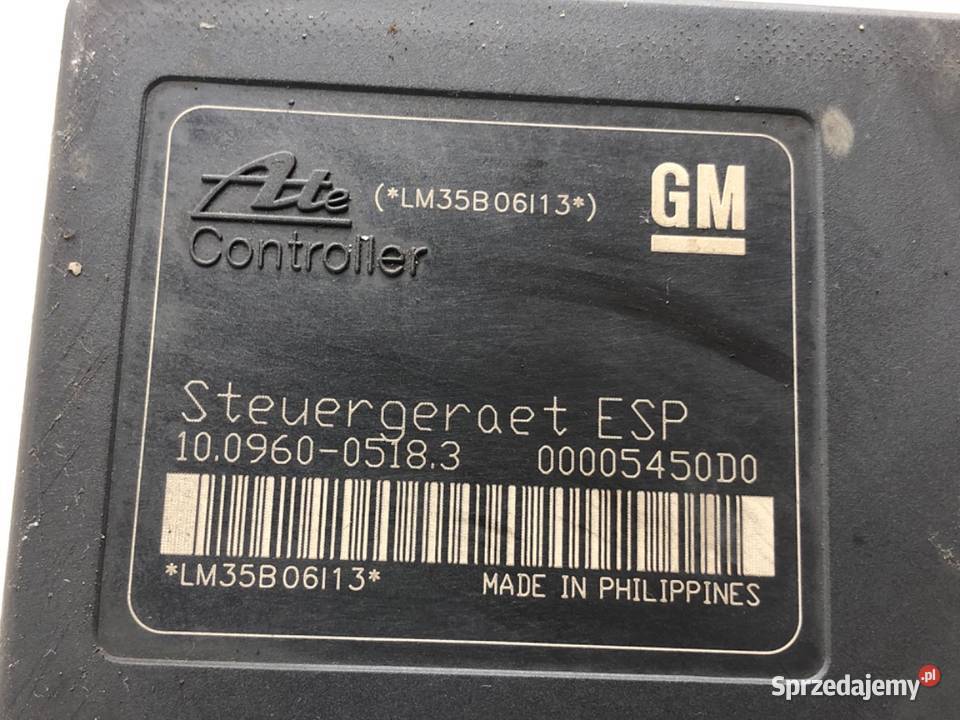 Ate (*LM35B06I13*) GM
Controller
Steuergeraet ESP
10.0960-0518.3 00005450D0
*LM35B06I13* MADE IN PHILIPPINES
Sprzedajemy.pl